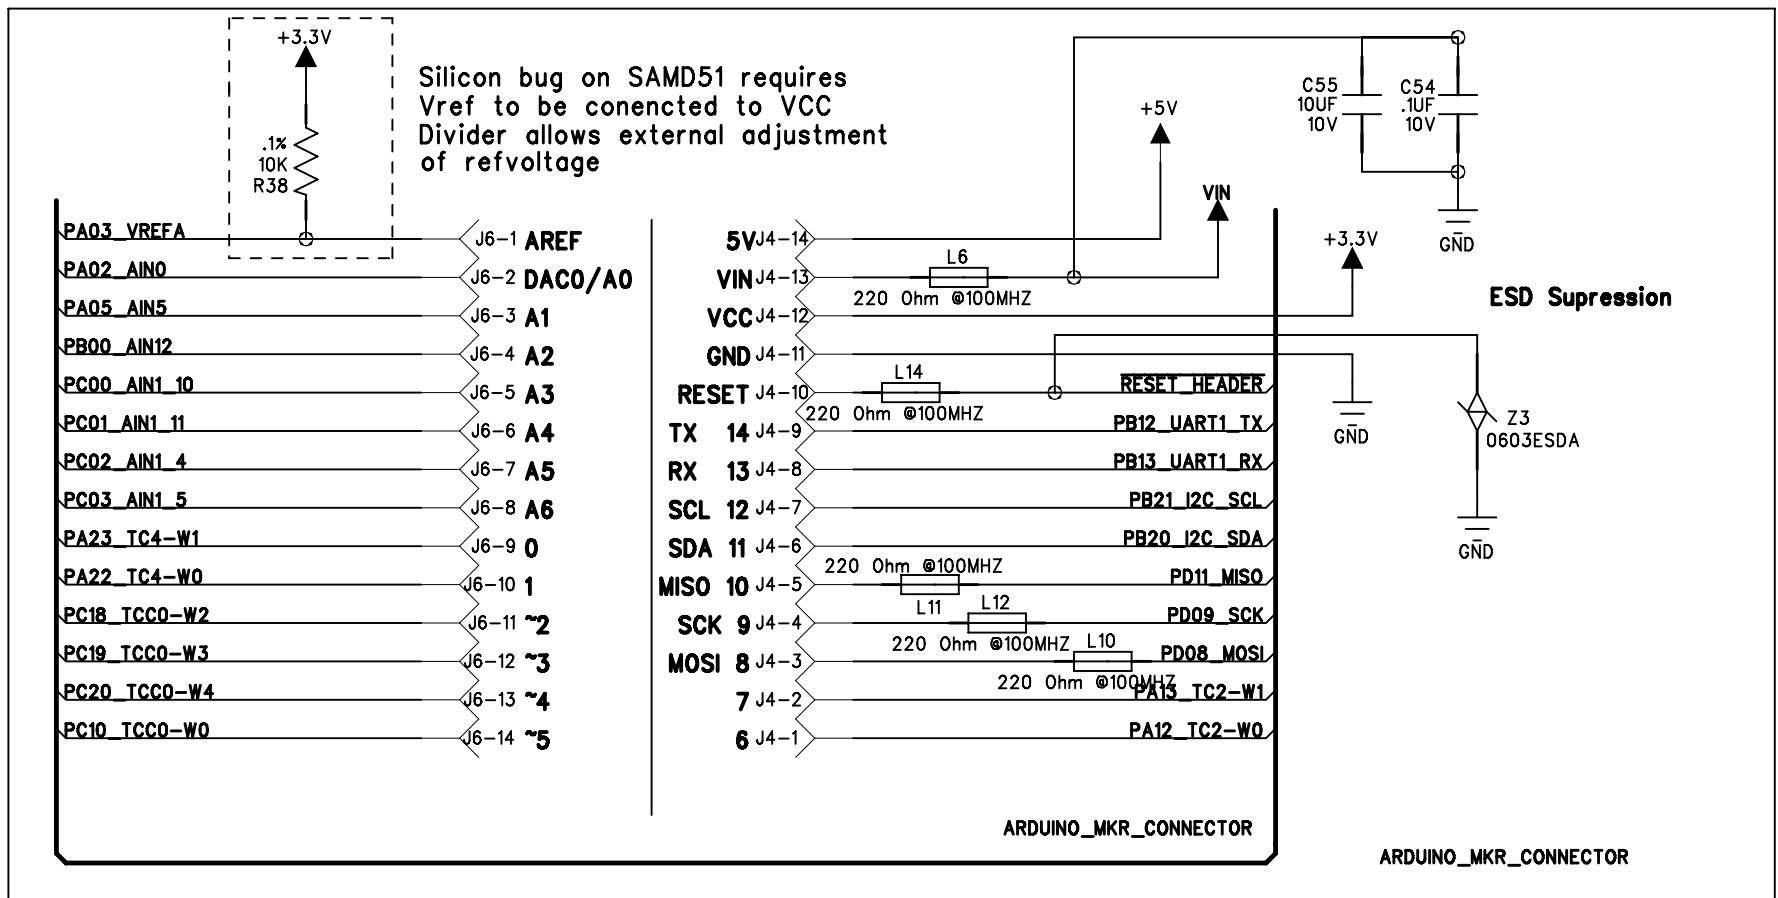 +3.3V
Silicon bug on SAMD51 requires
Vref to be conencted to VCC
Divider allows external adjustment
of refvoltage
.1%
10K
R38
+5V
VIN
C55
10UF
10V
C54
.1UF
10V
GND
+3.3V
ESD Supression
PA03_VREFA J6-1 AREF
PA02_AIN0 J6-2 DAC0/A0
PA05_AIN5 J6-3 A1
PB00_AIN12 J6-4 A2
PC00_AIN1_10 J6-5 A3
PC01_AIN1_11 J6-6 A4
PC02_AIN1_4 J6-7 A5
PC03_AIN1_5 J6-8 A6
PA23_TC4-W1 J6-9 0
PA22_TC4-W0 J6-10 1
PC18_TCC0-W2 J6-11 ~2
PC19_TCC0-W3 J6-12 ~3
PC20_TCC0-W4 J6-13 ~4
PC10_TCC0-W0 J6-14 ~5
5V J4-14
L6
VIN J4-13
220 Ohm @100MHZ
VCC J4-12
GND J4-11
L14
RESET J4-10 RESET_HEADER
220 Ohm @100MHZ
TX 14 J4-9 PB12_UART1_TX
RX 13 J4-8 PB13_UART1_RX
SCL 12 J4-7 PB21_I2C_SCL
SDA 11 J4-6 PB20_I2C_SDA
220 Ohm @100MHZ
MISO 10 J4-5 PD11_MISO
L11 L12
SCK 9 J4-4 PD09_SCK
220 Ohm @100MHZ L10
MOSI 8 J4-3 PD08_MOSI
220 Ohm @100MHZ
7 J4-2 PA13_TC2-W1
6 J4-1 PA12_TC2-W0
GND
Z3
0603ESDA
GND
ARDUINO_MKR_CONNECTOR
ARDUINO_MKR_CONNECTOR